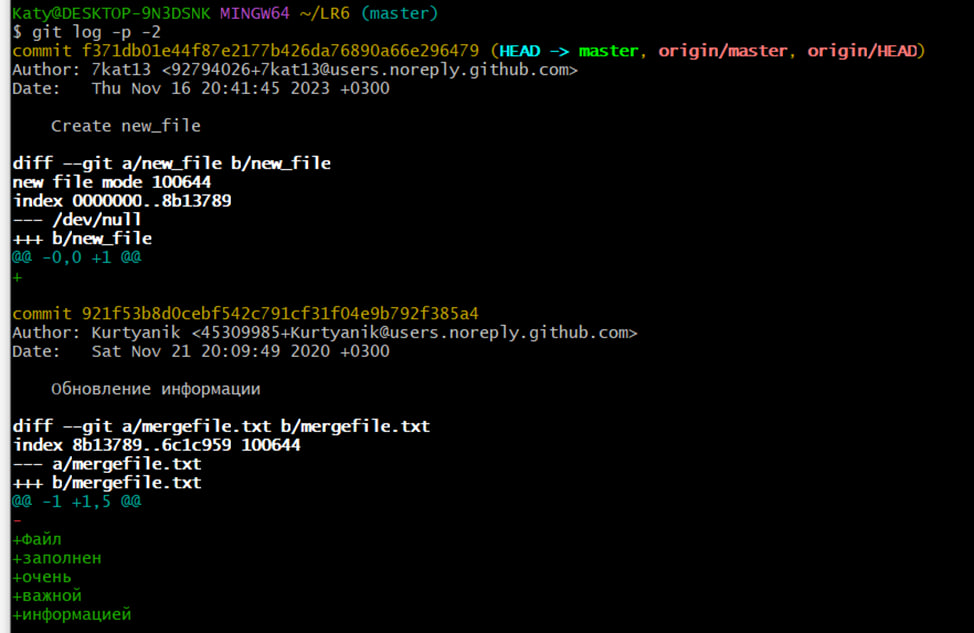 Katy@DESKTOP-9N3DSNK MINGW64 ~/LR6 (master)
$ git log -p -2
commit f371db01e44f87e2177b426da76890a66e296479 (HEAD -> master, origin/master, origin/HEAD)
Author: 7kat13 <92794026+7kat13@users.noreply.github.com>
Date:   Thu Nov 16 20:41:45 2023 +0300
    Create new_file
diff --git a/new_file b/new_file
new file mode 100644
index 0000000..8b13789
--- /dev/null
+++ b/new_file
@@ -0,0 +1 @@
+
commit 921f53b8d0cebf542c791cf31f04e9b792f385a4
Author: Kurtyanik <45309985+Kurtyanik@users.noreply.github.com>
Date:   Sat Nov 21 20:09:49 2020 +0300
    Обновление информации
diff --git a/mergefile.txt b/mergefile.txt
index 8b13789..6c1c959 100644
--- a/mergefile.txt
+++ b/mergefile.txt
@@ -1 +1,5 @@
-
+Файл
+заполнен
+очень
+важной
+информацией